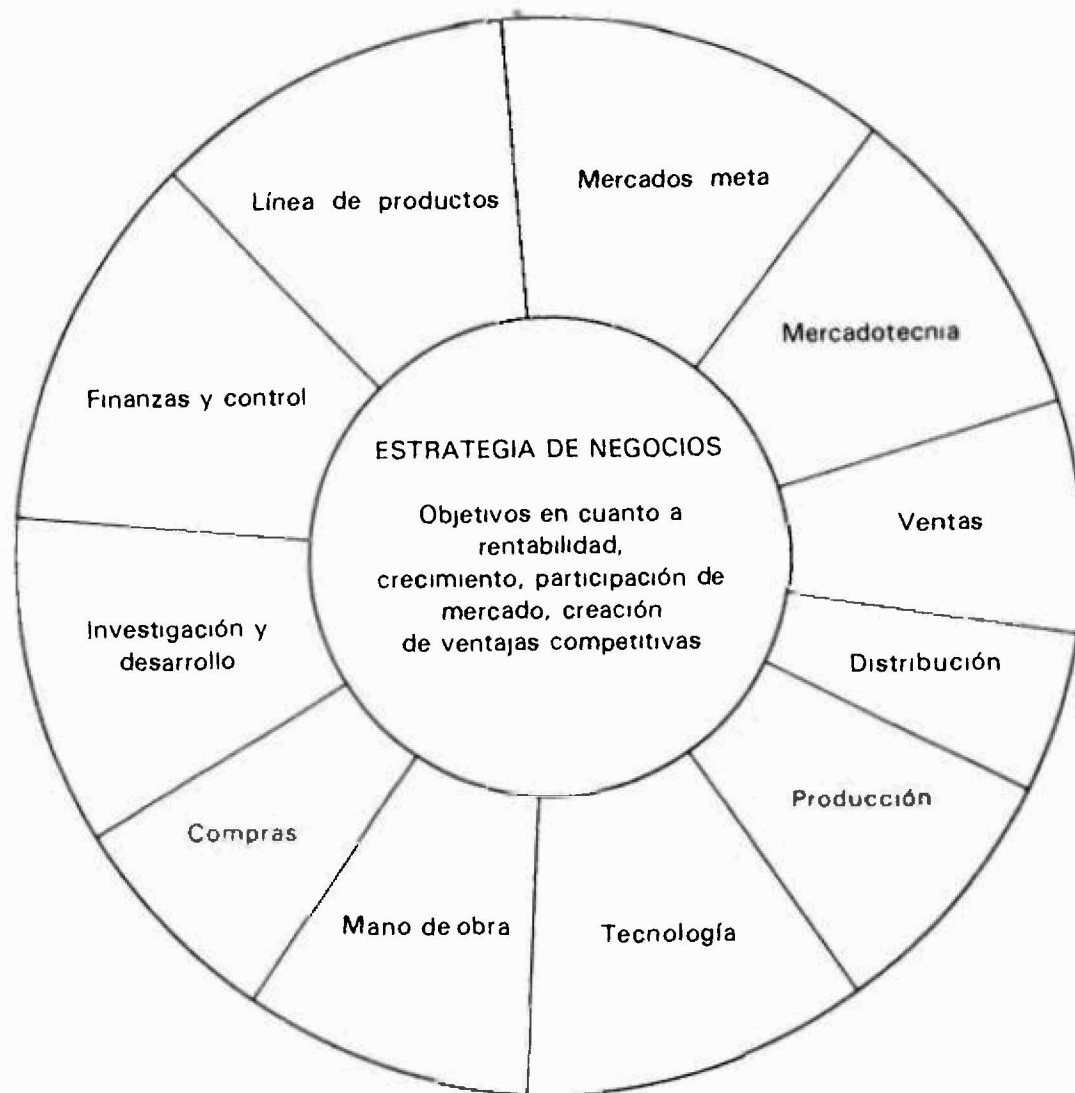 Línea de productos
Mercados meta
Mercadotecnia
Finanzas y control
ESTRATEGIA DE NEGOCIOS
Objetivos en cuanto a
rentabilidad,
crecimiento, participación de
mercado, creación
de ventajas competitivas
Ventas
Distribución
Investigación y
desarrollo
Producción
Compras
Mano de obra
Tecnología